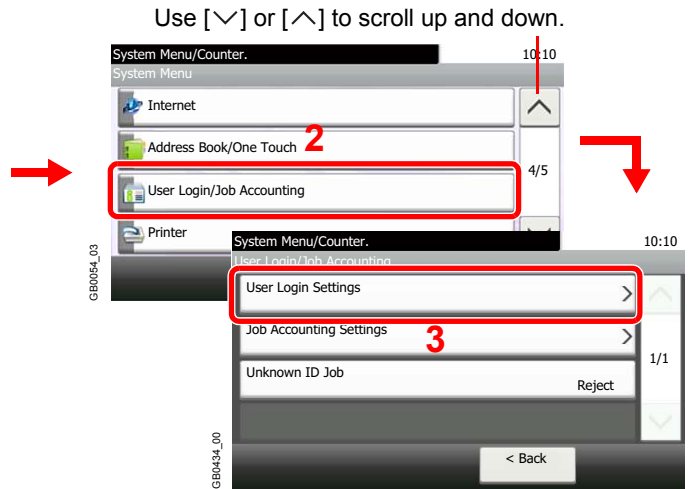 Use [∨] or [∧] to scroll up and down.
System Menu/Counter.
10:10
System Menu
Internet
Address Book/One Touch
2
4/5
User Login/Job Accounting
Printer
GB0054_03
System Menu/Counter.
10:10
User Login/Job Accounting
User Login Settings
Job Accounting Settings
3
1/1
Unknown ID Job
Reject
< Back
GB0434_00